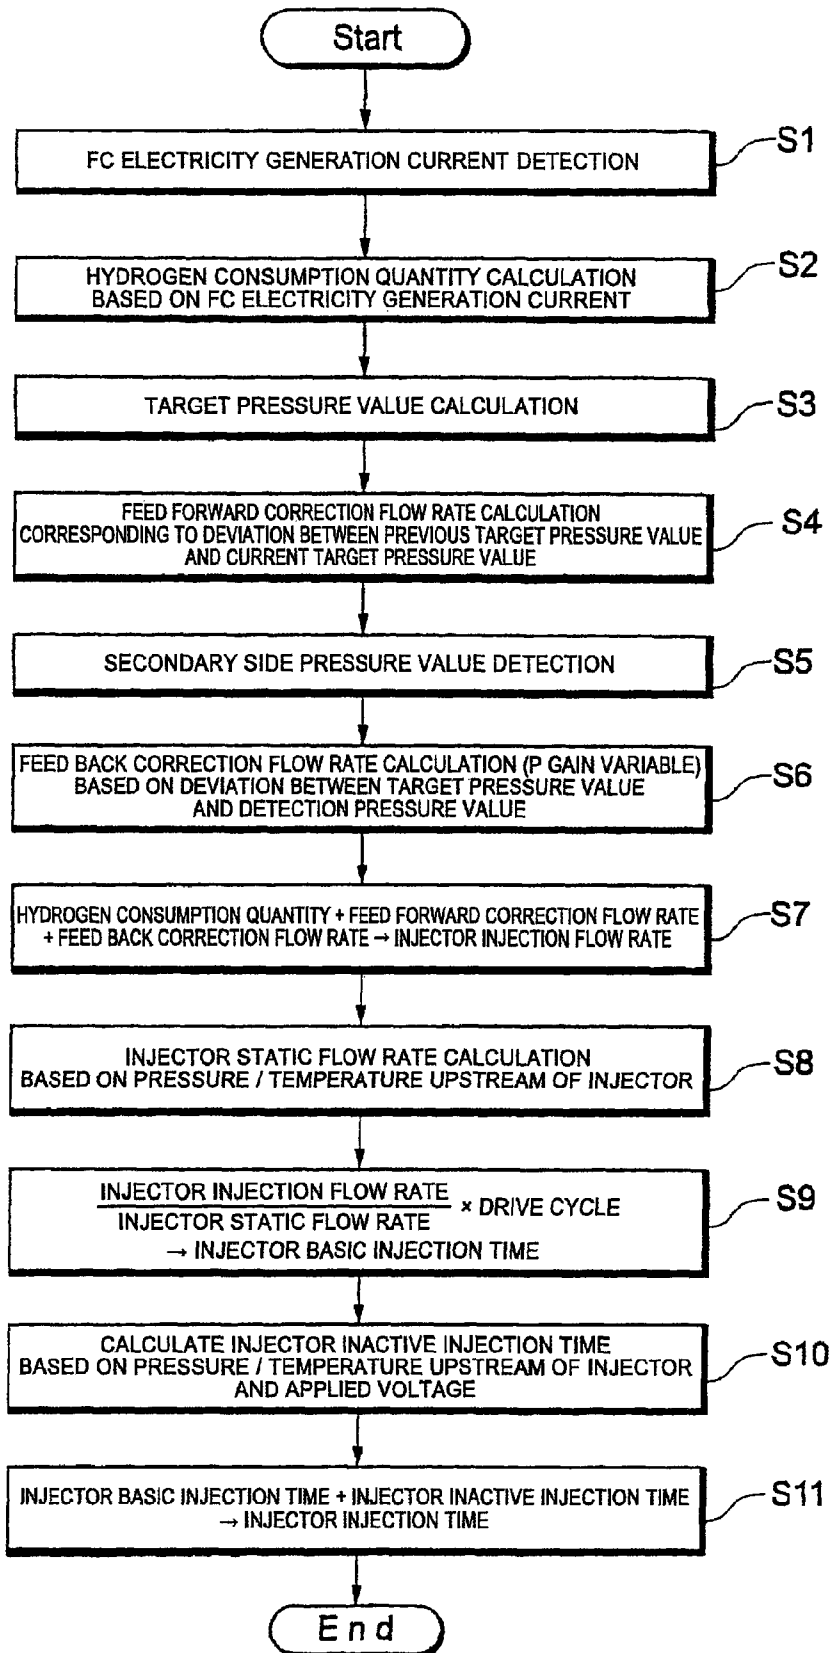 Start
FC ELECTRICITY GENERATION CURRENT DETECTION
S1
HYDROGEN CONSUMPTION QUANTITY CALCULATION
BASED ON FC ELECTRICITY GENERATION CURRENT
S2
TARGET PRESSURE VALUE CALCULATION
S3
FEED FORWARD CORRECTION FLOW RATE CALCULATION
CORRESPONDING TO DEVIATION BETWEEN PREVIOUS TARGET PRESSURE VALUE
AND CURRENT TARGET PRESSURE VALUE
S4
SECONDARY SIDE PRESSURE VALUE DETECTION
S5
FEED BACK CORRECTION FLOW RATE CALCULATION (P GAIN VARIABLE)
BASED ON DEVIATION BETWEEN TARGET PRESSURE VALUE
AND DETECTION PRESSURE VALUE
S6
HYDROGEN CONSUMPTION QUANTITY + FEED FORWARD CORRECTION FLOW RATE
+ FEED BACK CORRECTION FLOW RATE → INJECTOR INJECTION FLOW RATE
S7
INJECTOR STATIC FLOW RATE CALCULATION
BASED ON PRESSURE / TEMPERATURE UPSTREAM OF INJECTOR
S8
INJECTOR INJECTION FLOW RATE
INJECTOR STATIC FLOW RATE
× DRIVE CYCLE
→ INJECTOR BASIC INJECTION TIME
S9
CALCULATE INJECTOR INACTIVE INJECTION TIME
BASED ON PRESSURE / TEMPERATURE UPSTREAM OF INJECTOR
AND APPLIED VOLTAGE
S10
INJECTOR BASIC INJECTION TIME + INJECTOR INACTIVE INJECTION TIME
→ INJECTOR INJECTION TIME
S11
End